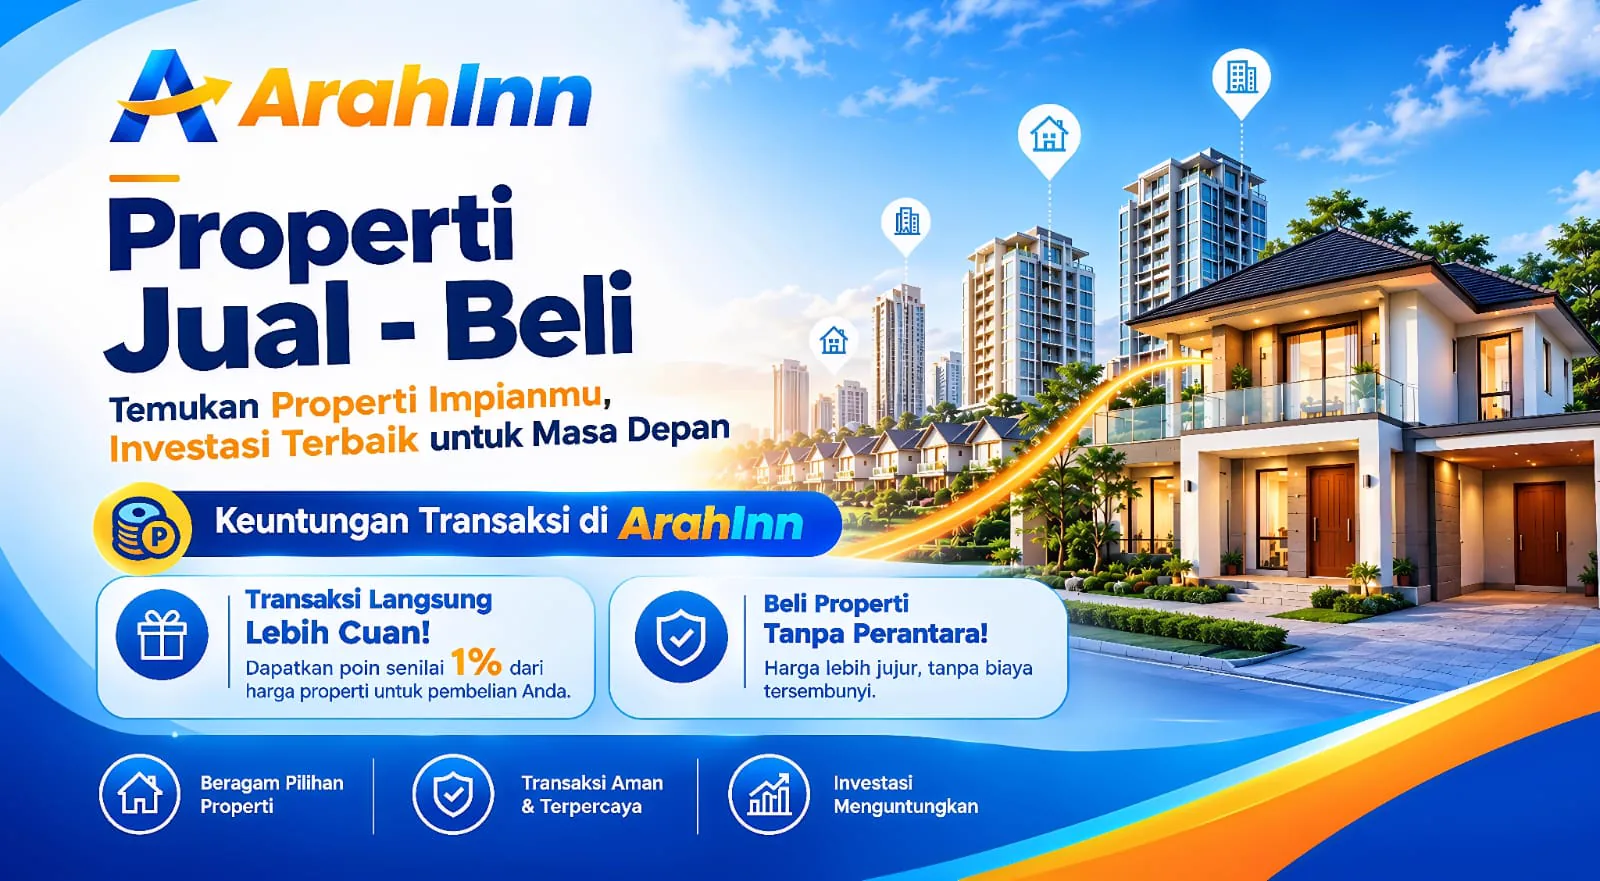 ArahInn
Properti
Jual - Beli
Temukan Properti Impianmu,
Investasi Terbaik untuk Masa Depan
P
Keuntungan Transaksi di ArahInn
Transaksi Langsung
Lebih Cuan!
Dapatkan poin senilai 1% dari
harga properti untuk pembelian Anda.
Beli Properti
Tanpa Perantara!
Harga lebih jujur, tanpa biaya
tersembunyi.
Beragam Pilihan
Properti
Transaksi Aman
& Terpercaya
Investasi
Menguntungkan